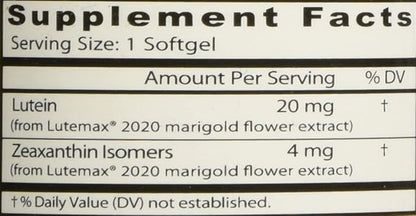 Supplement Facts
Serving Size: 1 Softgel
Amount Per Serving % DV
Lutein 20 mg †
(from Lutemax® 2020 marigold flower extract)
Zeaxanthin Isomers 4 mg †
(from Lutemax® 2020 marigold flower extract)
†% Daily Value (DV) not established.